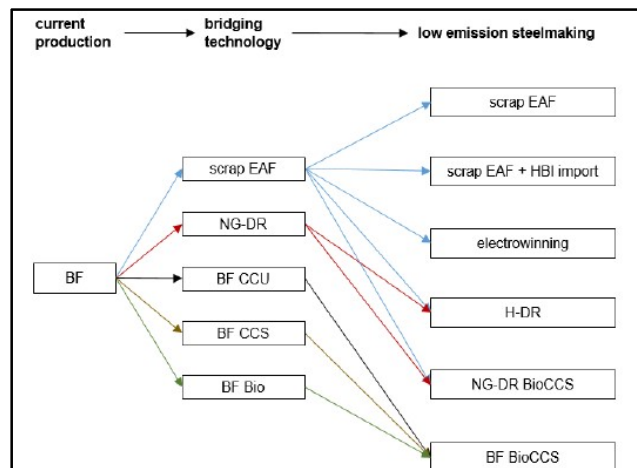 current
production
bridging
technology
low emission steelmaking
scrap EAF
scrap EAF
scrap EAF + HBI import
NG-DR
electrowinning
BF
BF CCU
H-DR
BF CCS
NG-DR BioCCS
BF Bio
BF BioCCS